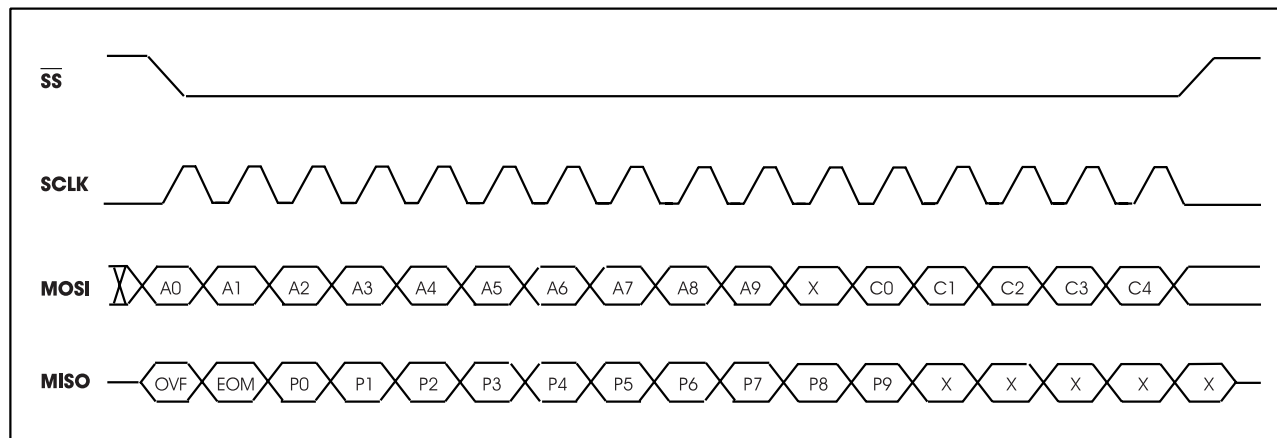 SS
SCLK
MOSI A0 A1 A2 A3 A4 A5 A6 A7 A8 A9 X C0 C1 C2 C3 C4
MISO OVF EOM P0 P1 P2 P3 P4 P5 P6 P7 P8 P9 X X X X X